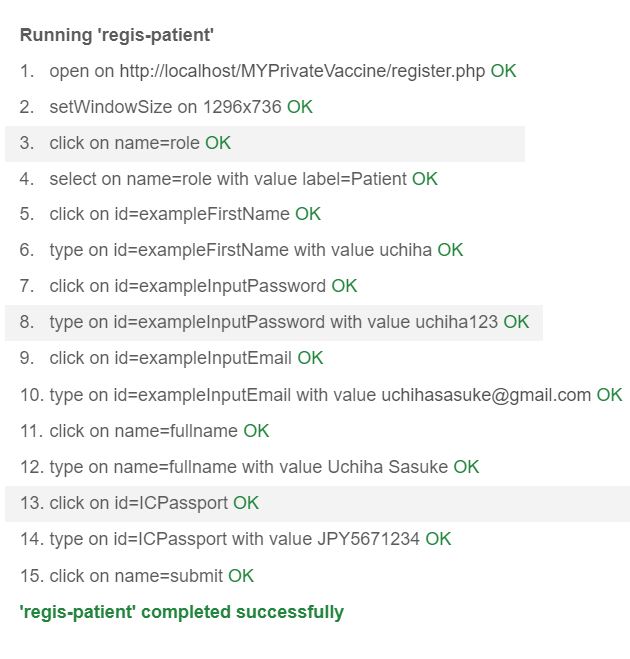 Running 'regis-patient'
1. open on http://localhost/MYPrivateVaccine/register.php OK
2. setWindowSize on 1296x736 OK
3. click on name=role OK
4. select on name=role with value label=Patient OK
5. click on id=exampleFirstName OK
6. type on id=exampleFirstName with value uchiha OK
7. click on id=exampleInputPassword OK
8. type on id=exampleInputPassword with value uchiha123 OK
9. click on id=exampleInputEmail OK
10. type on id=exampleInputEmail with value uchihasasuke@gmail.com OK
11. click on name=fullname OK
12. type on name=fullname with value Uchiha Sasuke OK
13. click on id=ICPassport OK
14. type on id=ICPassport with value JPY5671234 OK
15. click on name=submit OK
'regis-patient' completed successfully